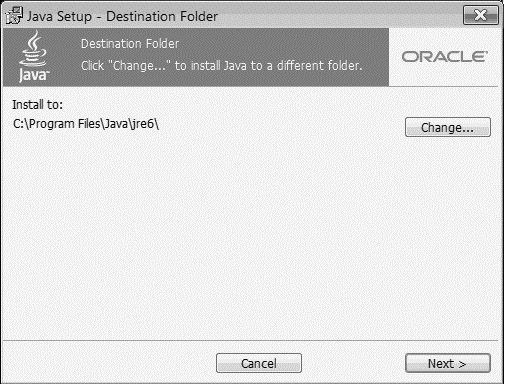 Java Setup - Destination Folder
Destination Folder
Click "Change..." to install Java to a different folder.
Java™
ORACLE®
Install to:
C:\Program Files\Java\jre6\
Change...
Cancel
Next >